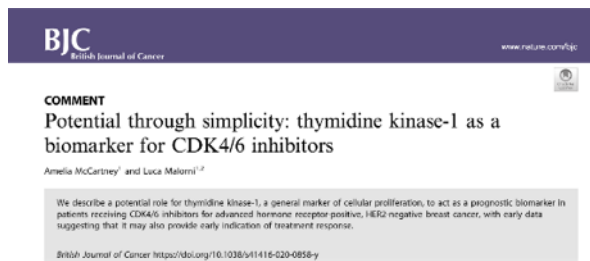 BJC
British Journal of Cancer
www.nature.com/bjc
COMMENT
Potential through simplicity: thymidine kinase-1 as a
biomarker for CDK4/6 inhibitors
Amelia McCartney1 and Luca Malorni1,2
We describe a potential role for thymidine kinase-1, a general marker of cellular proliferation, to act as a prognostic biomarker in
patients receiving CDK4/6 inhibitors for advanced hormone receptor-positive, HER2-negative breast cancer, with early data
suggesting that it may also provide early indication of treatment response.
British Journal of Cancer https://doi.org/10.1038/s41416-020-0858-y